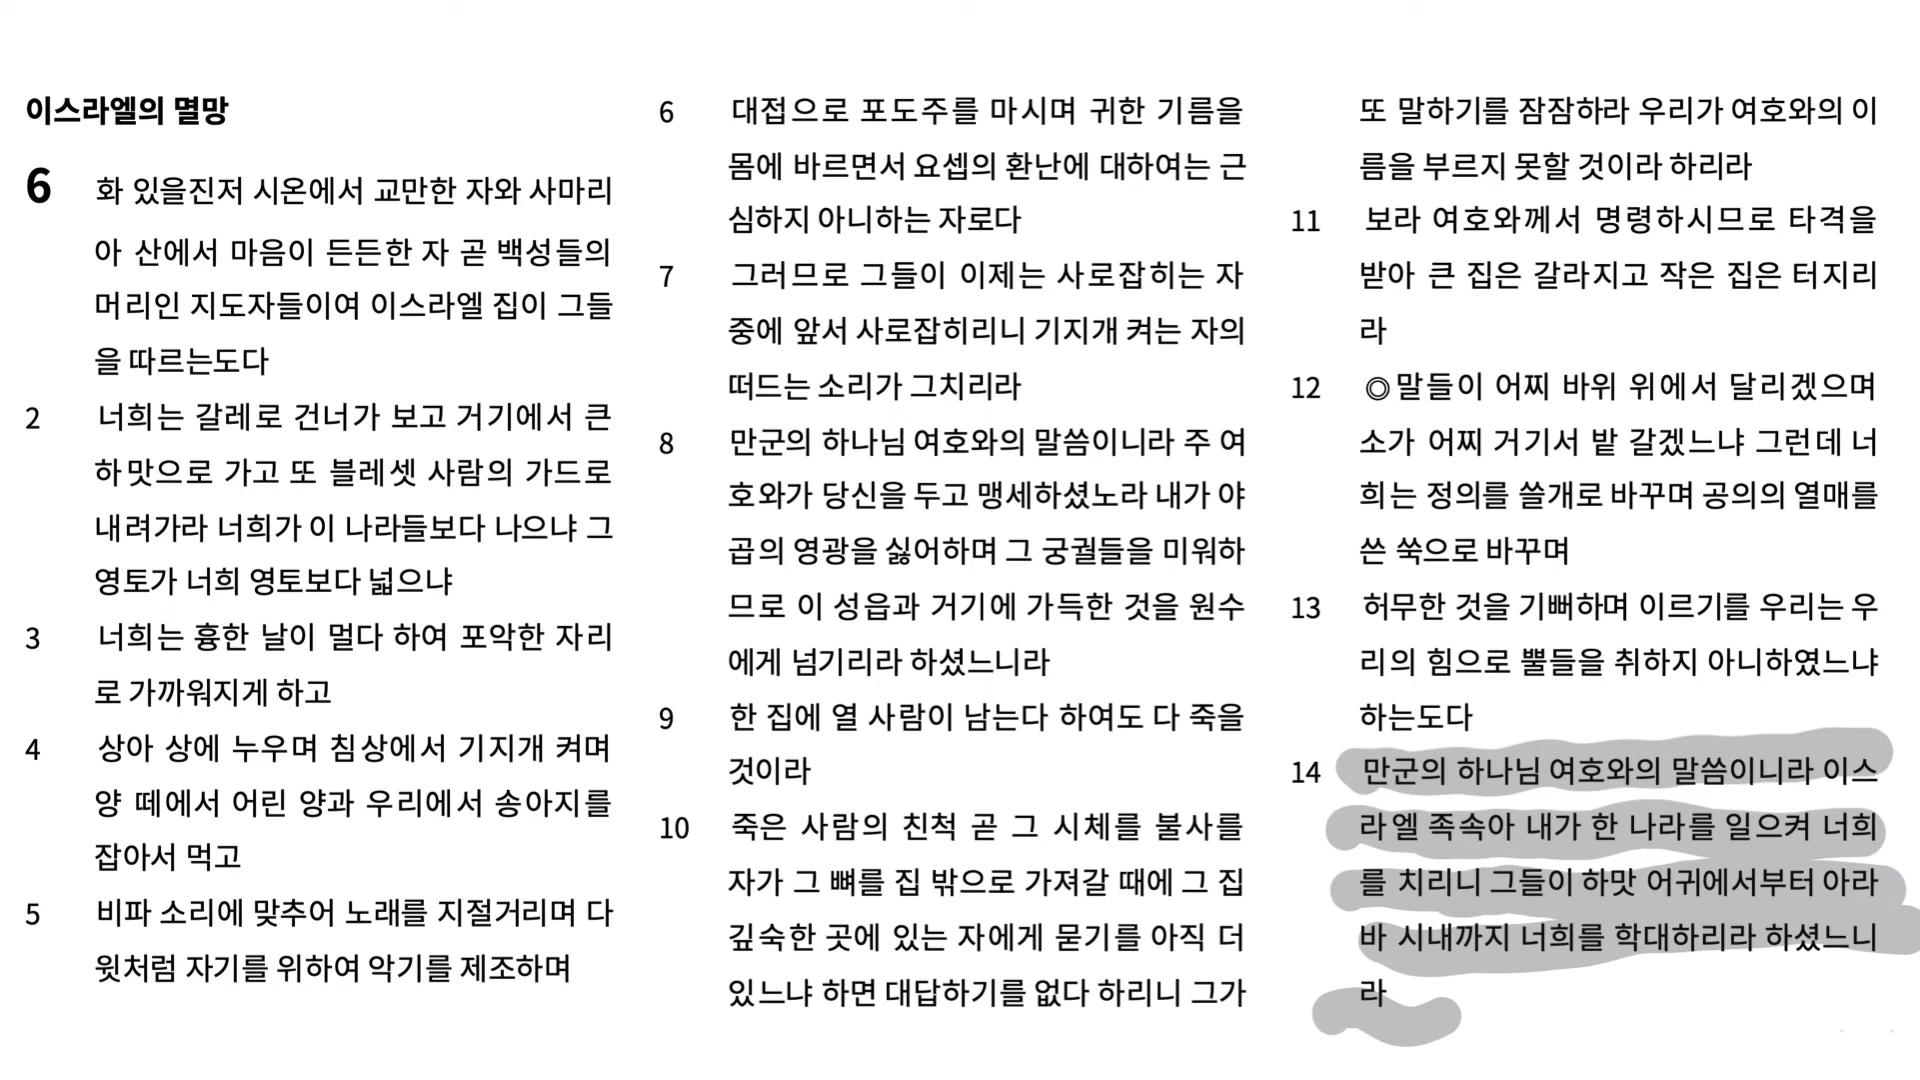 이스라엘의 멸망
6 화 있을진저 시온에서 교만한 자와 사마리
아 산에서 마음이 든든한 자 곧 백성들의
머리인 지도자들이여 이스라엘 집이 그들
을 따르는도다
2 너희는 갈레로 건너가 보고 거기에서 큰
하맛으로 가고 또 블레셋 사람의 가드로
내려가라 너희가 이 나라들보다 나으냐 그
영토가 너희 영토보다 넓으냐
3 너희는 흉한 날이 멀다 하여 포악한 자리
로 가까워지게 하고
4 상아 상에 누우며 침상에서 기지개 켜며
양 떼에서 어린 양과 우리에서 송아지를
잡아서 먹고
5 비파 소리에 맞추어 노래를 지절거리며 다
윗처럼 자기를 위하여 악기를 제조하며
6 대접으로 포도주를 마시며 귀한 기름을
몸에 바르면서 요셉의 환난에 대하여는 근
심하지 아니하는 자로다
7 그러므로 그들이 이제는 사로잡히는 자
중에 앞서 사로잡히리니 기지개 켜는 자의
떠드는 소리가 그치리라
8 만군의 하나님 여호와의 말씀이니라 주 여
호와가 당신을 두고 맹세하셨노라 내가 야
곱의 영광을 싫어하며 그 궁궐들을 미워하
므로 이 성읍과 거기에 가득한 것을 원수
에게 넘기리라 하셨느니라
9 한 집에 열 사람이 남는다 하여도 다 죽을
것이라
10 죽은 사람의 친척 곧 그 시체를 불사를
자가 그 뼈를 집 밖으로 가져갈 때에 그 집
깊숙한 곳에 있는 자에게 묻기를 아직 더
있느냐 하면 대답하기를 없다 하리니 그가
또 말하기를 잠잠하라 우리가 여호와의 이
름을 부르지 못할 것이라 하리라
11 보라 여호와께서 명령하시므로 타격을
받아 큰 집은 갈라지고 작은 집은 터지리
라
12 ◎말들이 어찌 바위 위에서 달리겠으며
소가 어찌 거기서 밭 갈겠느냐 그런데 너
희는 정의를 쓸개로 바꾸며 공의의 열매를
쓴 쑥으로 바꾸며
13 허무한 것을 기뻐하며 이르기를 우리는 우
리의 힘으로 뿔들을 취하지 아니하였느냐
하는도다
14 만군의 하나님 여호와의 말씀이니라 이스
라엘 족속아 내가 한 나라를 일으켜 너희
를 치리니 그들이 하맛 어귀에서부터 아라
바 시내까지 너희를 학대하리라 하셨느니
라